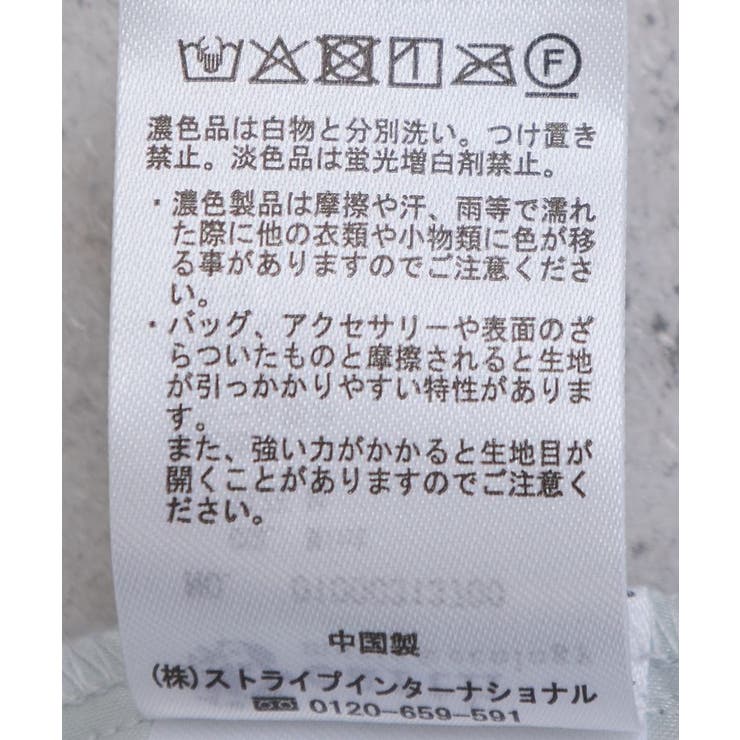 F
濃色品は白物と分別洗い。つけ置き
禁止。淡色品は蛍光増白剤禁止。
・濃色製品は摩擦や汗、雨等で濡れ
た際に他の衣類や小物類に色が移
る事がありますのでご注意くださ
い。
・バッグ、アクセサリーや表面のざ
らついたものと摩擦されると生地
が引っかかりやすい特性がありま
す。
また、強い力がかかると生地目が
開くことがありますのでご注意く
ださい。
中国製
(株)ストライプインターナショナル
0120-659-591